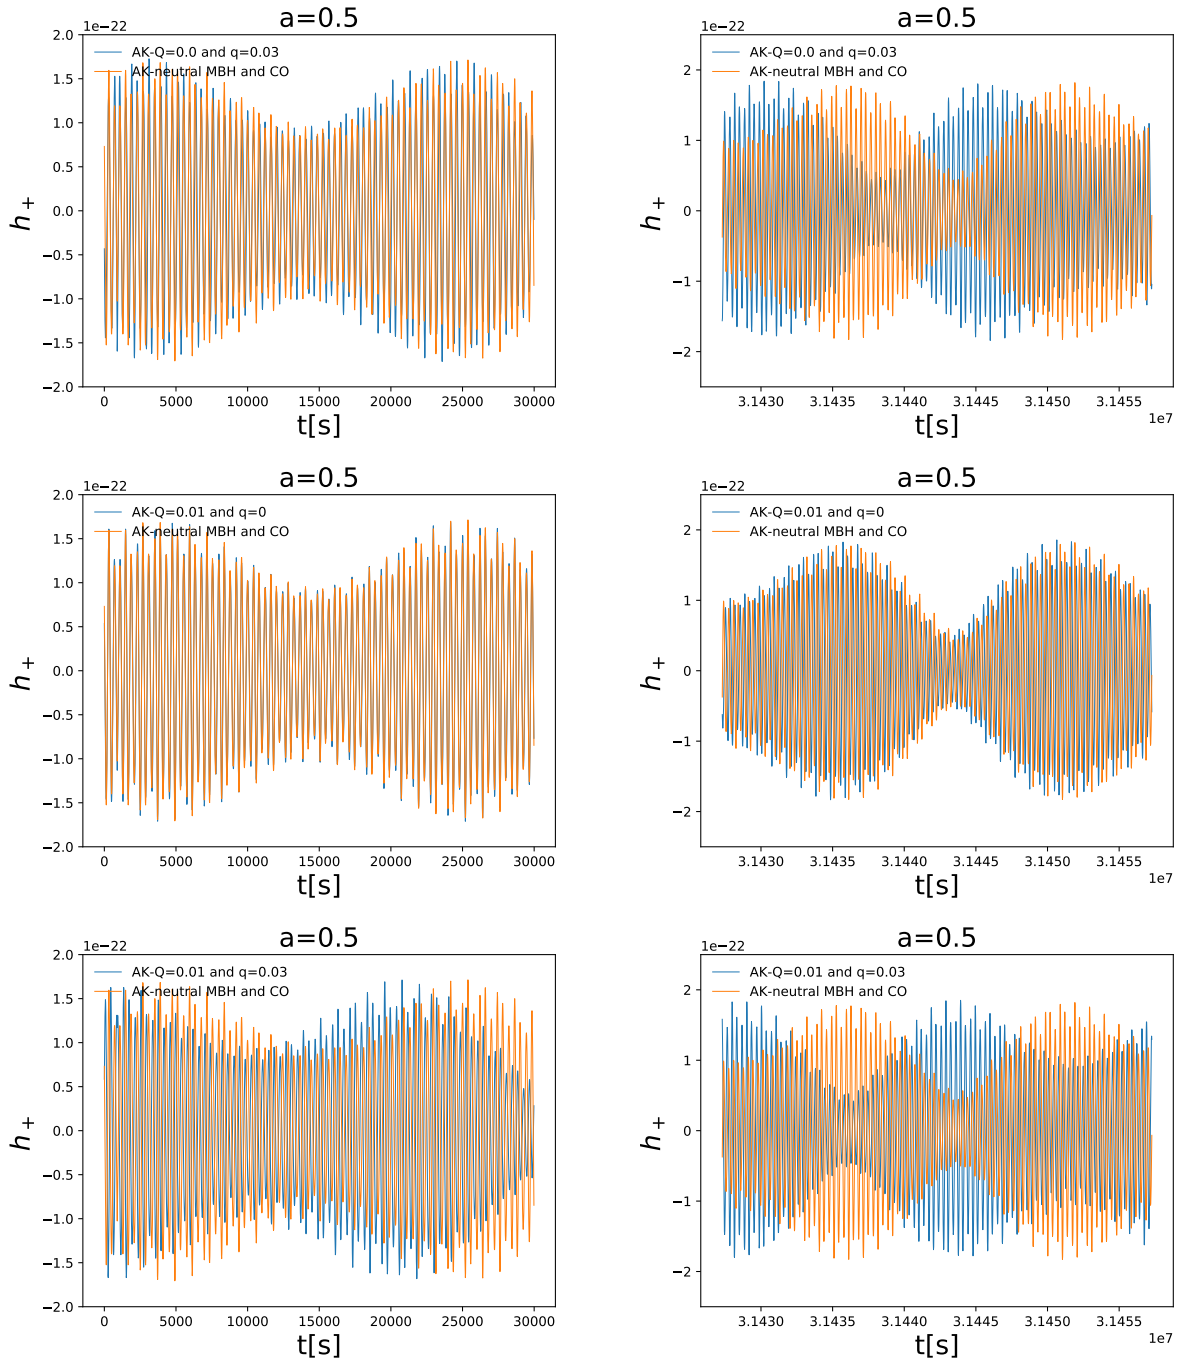 a=0.5
1e−22
AK-Q=0.0 and q=0.03
AK-neutral MBH and CO
2.0
1.5
1.0
0.5
0.0
−0.5
−1.0
−1.5
−2.0
h+
0 5000 10000 15000 20000 25000 30000
t[s]
a=0.5
1e−22
AK-Q=0.0 and q=0.03
AK-neutral MBH and CO
2
1
0
−1
−2
h+
3.1430 3.1435 3.1440 3.1445 3.1450 3.1455
1e7
t[s]
a=0.5
1e−22
AK-Q=0.01 and q=0
AK-neutral MBH and CO
2.0
1.5
1.0
0.5
0.0
−0.5
−1.0
−1.5
−2.0
h+
0 5000 10000 15000 20000 25000 30000
t[s]
a=0.5
1e−22
AK-Q=0.01 and q=0
AK-neutral MBH and CO
2
1
0
−1
−2
h+
3.1430 3.1435 3.1440 3.1445 3.1450 3.1455
1e7
t[s]
a=0.5
1e−22
AK-Q=0.01 and q=0.03
AK-neutral MBH and CO
2.0
1.5
1.0
0.5
0.0
−0.5
−1.0
−1.5
−2.0
h+
0 5000 10000 15000 20000 25000 30000
t[s]
a=0.5
1e−22
AK-Q=0.01 and q=0.03
AK-neutral MBH and CO
2
1
0
−1
−2
h+
3.1430 3.1435 3.1440 3.1445 3.1450 3.1455
1e7
t[s]